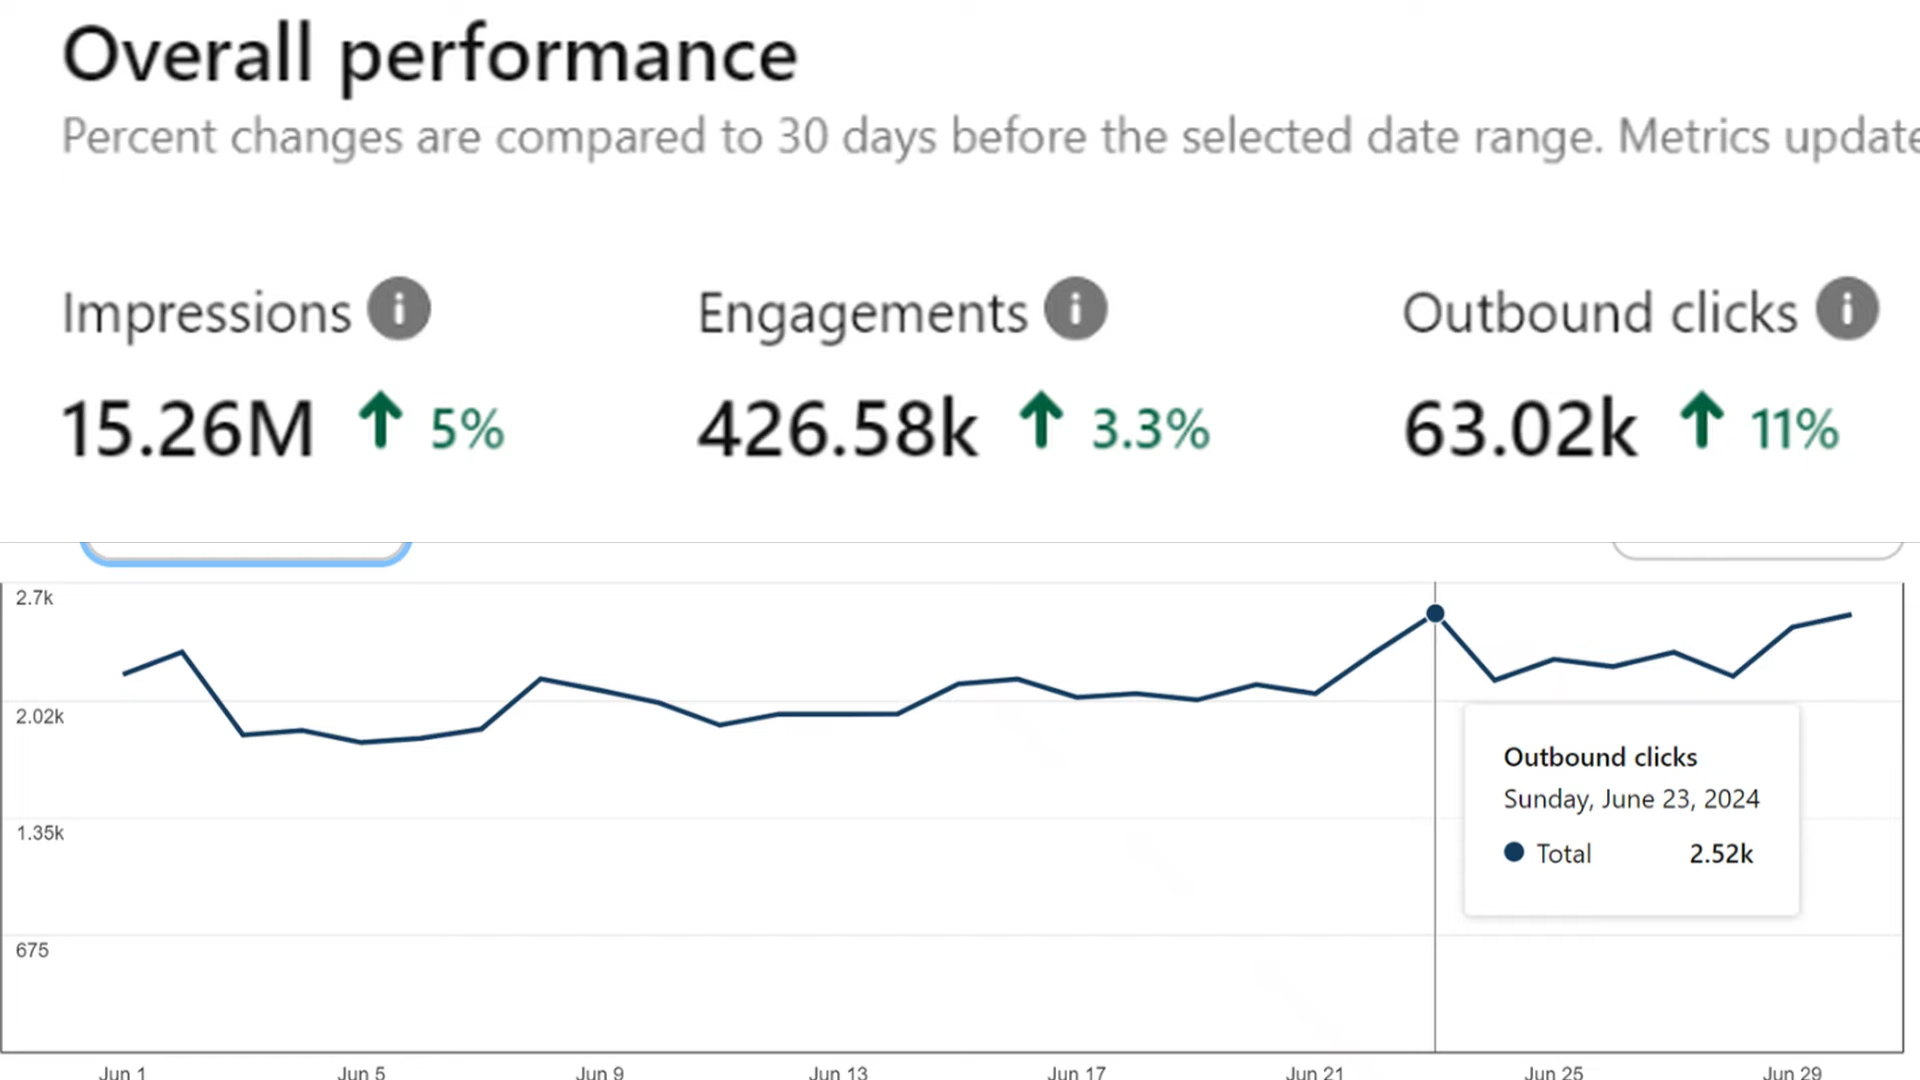 Overall performance
Percent changes are compared to 30 days before the selected date range. Metrics update
Impressions Engagements Outbound clicks
15.26M 5% 426.58k 3.3% 63.02k 11%
2.7k
2.02k
1.35k
675
Outbound clicks
Sunday, June 23, 2024
Total 2.52k
Jun 1 Jun 5 Jun 9 Jun 13 Jun 17 Jun 21 Jun 25 Jun 29